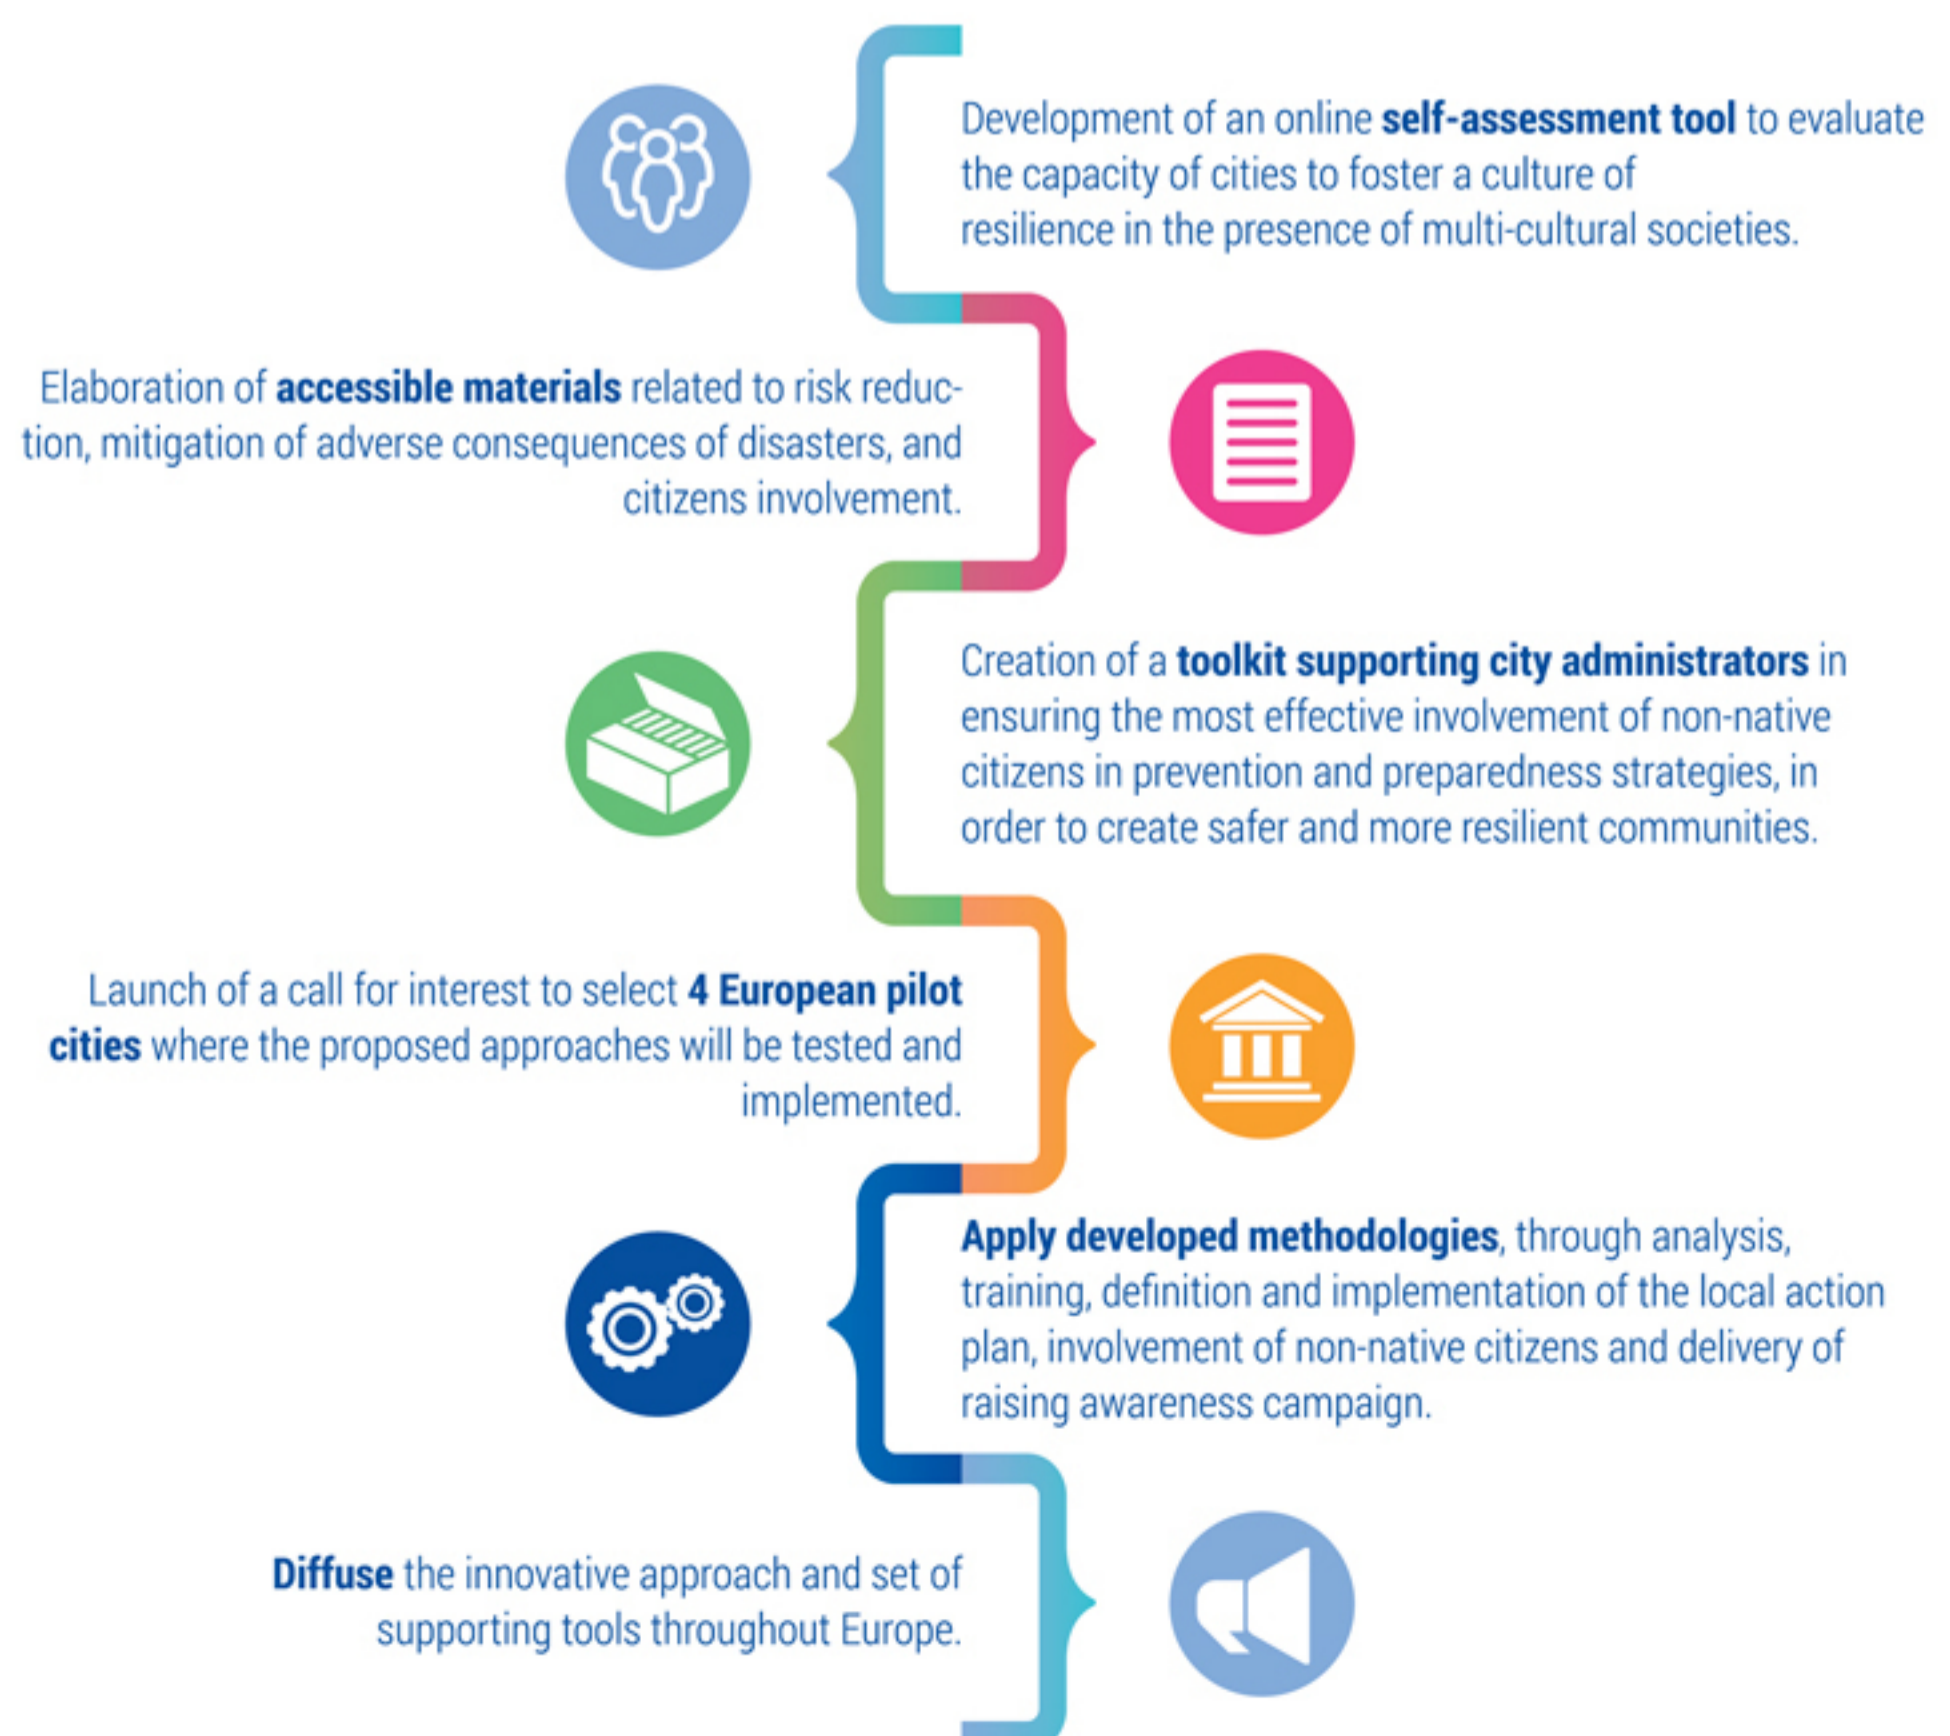 Development of an online self-assessment tool to evaluate
the capacity of cities to foster a culture of
resilience in the presence of multi-cultural societies.
Elaboration of accessible materials related to risk reduc-
tion, mitigation of adverse consequences of disasters, and
citizens involvement.
Creation of a toolkit supporting city administrators in
ensuring the most effective involvement of non-native
citizens in prevention and preparedness strategies, in
order to create safer and more resilient communities.
Launch of a call for interest to select 4 European pilot
cities where the proposed approaches will be tested and
implemented.
Apply developed methodologies, through analysis,
training, definition and implementation of the local action
plan, involvement of non-native citizens and delivery of
raising awareness campaign.
Diffuse the innovative approach and set of
supporting tools throughout Europe.